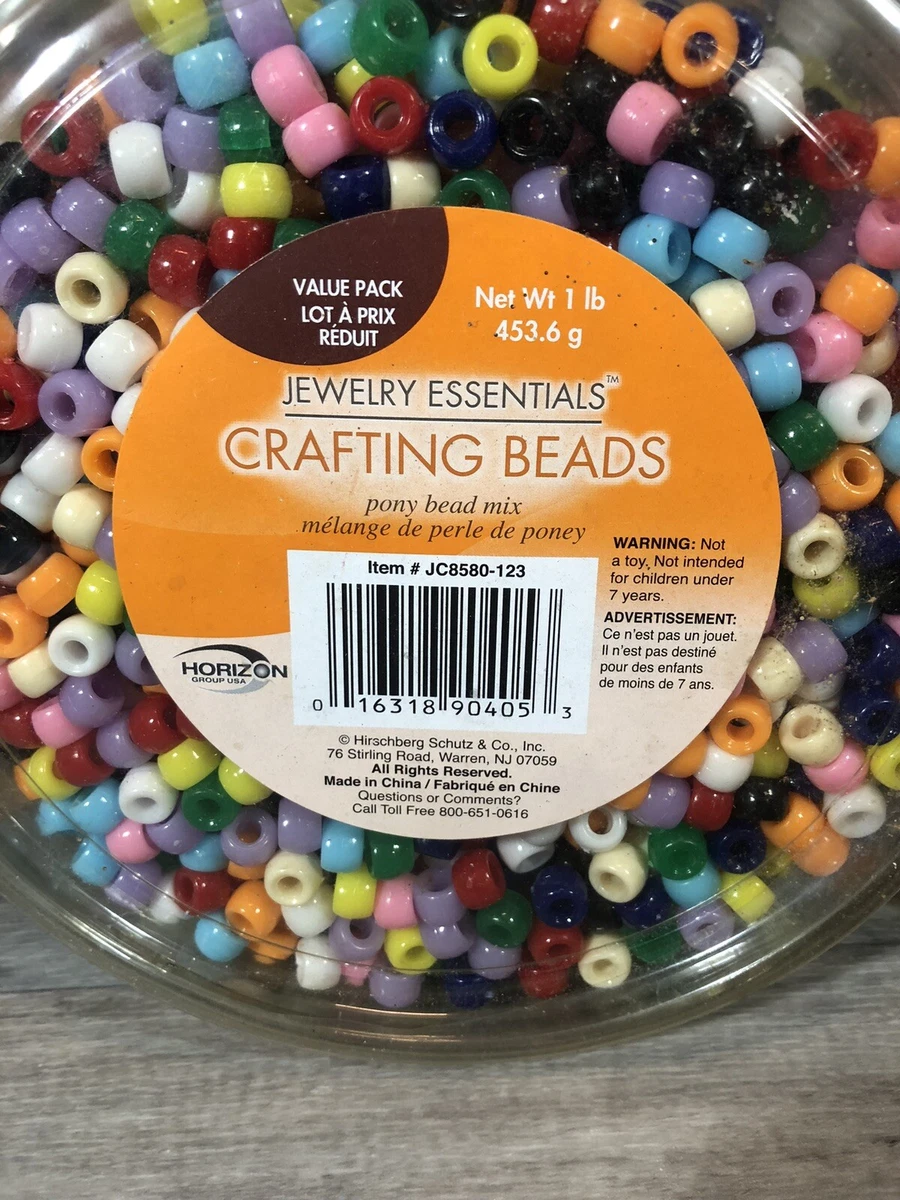 VALUE PACK
LOT À PRIX
RÉDUIT
Net Wt 1 lb
453.6 g
JEWELRY ESSENTIALS™
CRAFTING BEADS
pony bead mix
mélange de perle de poney
WARNING: Not
a toy. Not intended
for children under
7 years.
ADVERTISSEMENT:
Ce n'est pas un jouet.
Il n'est pas destiné
pour des enfants
de moins de 7 ans.
Item # JC8580-123
0 16318 90405 3
HORIZON
GROUP USA
© Hirschberg Schutz & Co., Inc.
76 Stirling Road, Warren, NJ 07059
All Rights Reserved.
Made in China / Fabriqué en Chine
Questions or Comments?
Call Toll Free 800-651-0616